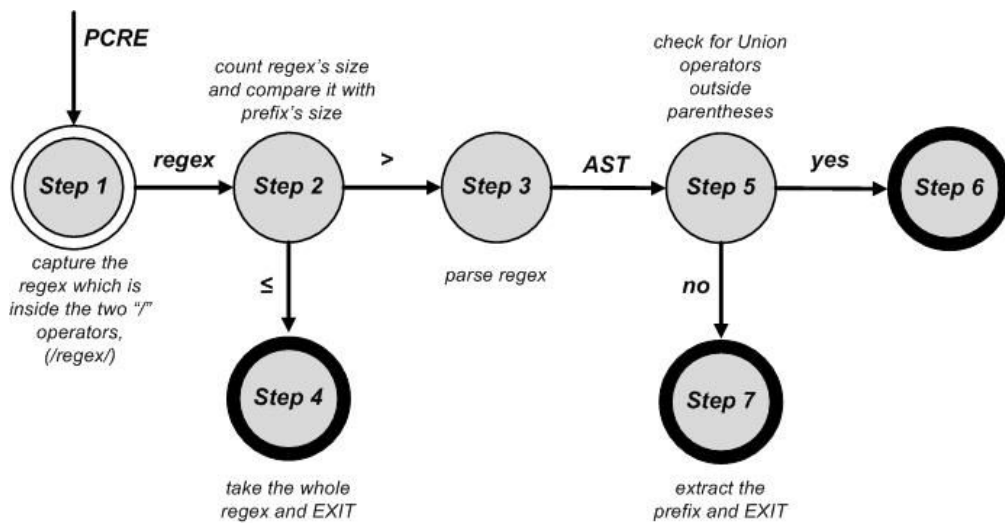 PCRE
count regex's size
and compare it with
prefix's size
check for Union
operators
outside
parentheses
Step 1
regex
Step 2
>
Step 3
AST
Step 5
yes
Step 6
capture the
regex which is
inside the two "/"
operators,
(/regex/)
parse regex
≤
no
Step 4
Step 7
take the whole
regex and EXIT
extract the
prefix and EXIT